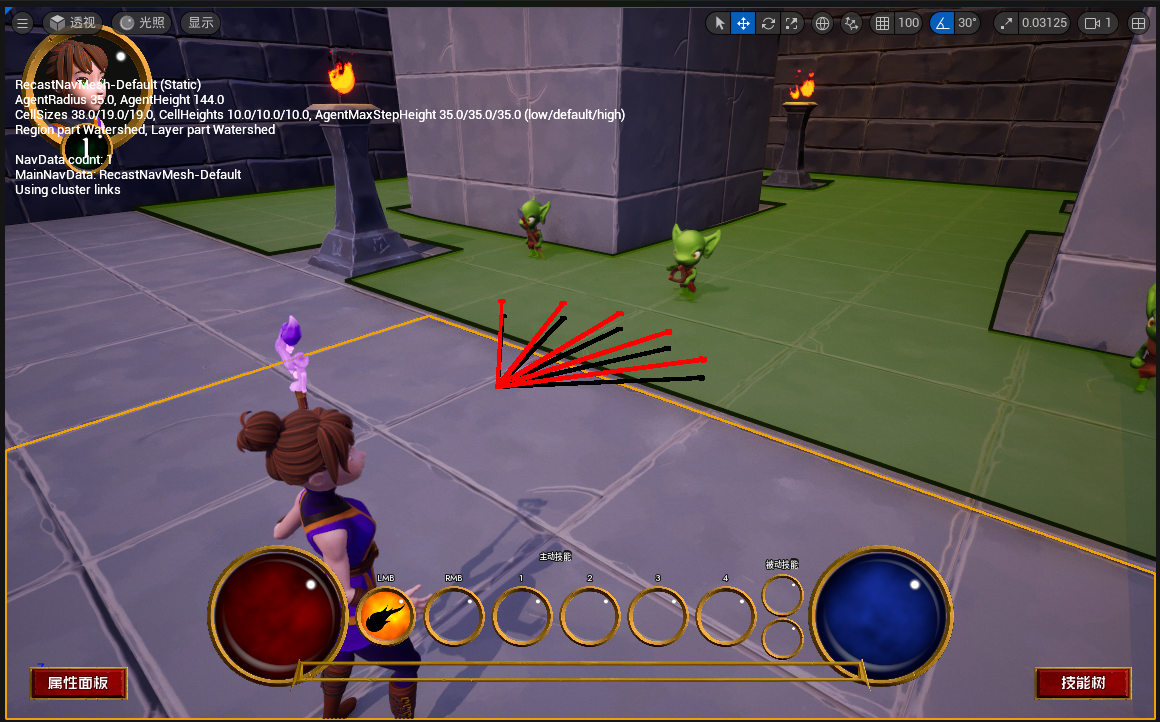 透视 光照 显示 100 30° 0.03125 1
RecastNavMesh-Default (Static)
AgentRadius 35.0, AgentHeight 144.0
CellSizes 38.0/19.0/19.0, CellHeights 10.0/10.0/10.0, AgentMaxStepHeight 35.0/35.0/35.0 (low/default/high)
Region part Watershed, Layer part Watershed
1
NavData count: 1
MainNavData: RecastNavMesh-Default
Using cluster links
主动技能
被动技能
LMB RMB 1 2 3 4
属性面板
技能树